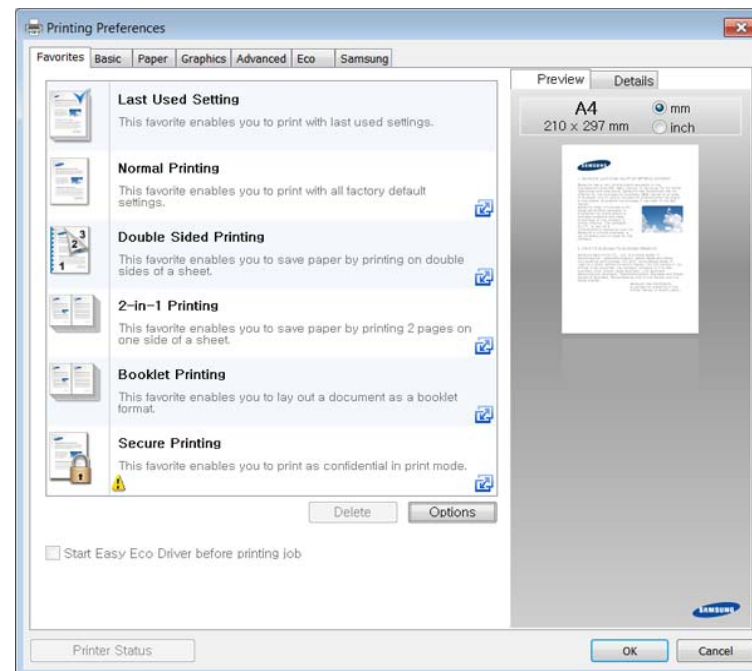 Printing Preferences
Favorites Basic Paper Graphics Advanced Eco Samsung
Last Used Setting
This favorite enables you to print with last used settings.
Normal Printing
This favorite enables you to print with all factory default
settings.
3
2
1
Double Sided Printing
This favorite enables you to save paper by printing on double
sides of a sheet.
2-in-1 Printing
This favorite enables you to save paper by printing 2 pages on
one side of a sheet.
Booklet Printing
This favorite enables you to lay out a document as a booklet
format.
Secure Printing
This favorite enables you to print as confidential in print mode.
Delete Options
Start Easy Eco Driver before printing job
Printer Status
Preview Details
A4 mm
210 x 297 mm inch
SAMSUNG
SAMSUNG
OK Cancel